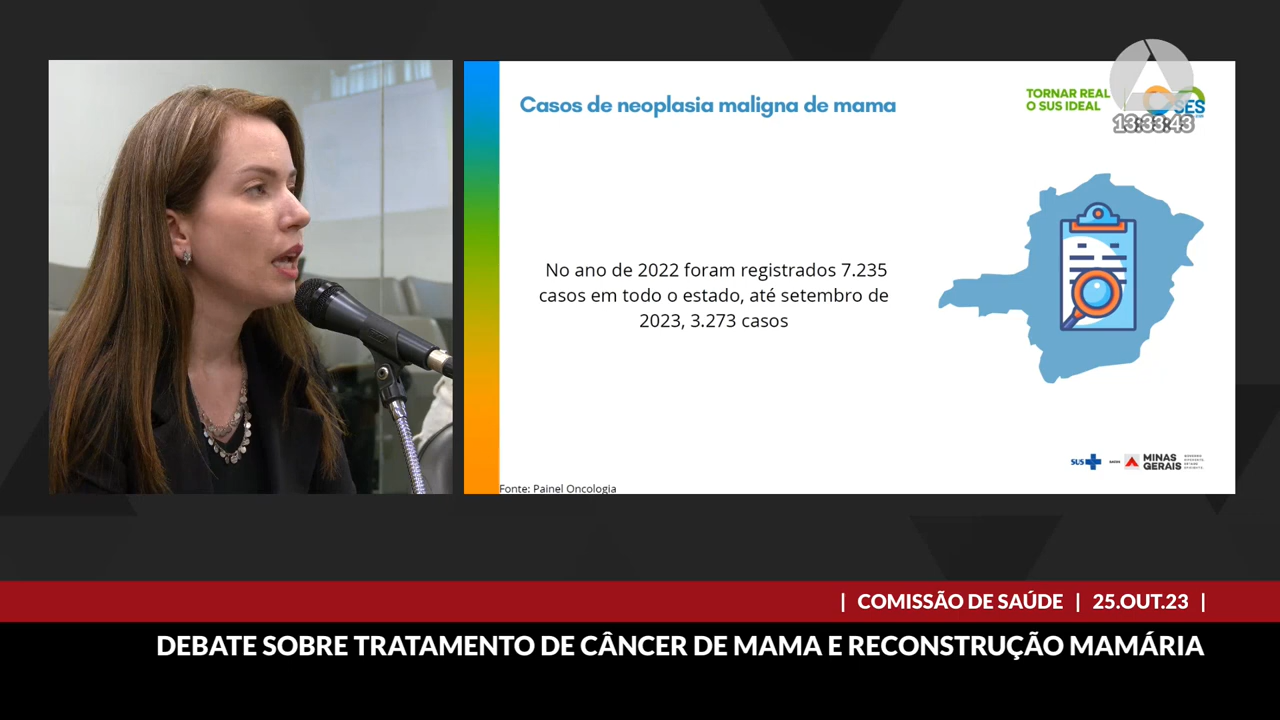 Casos de neoplasia maligna de mama
TORNAR REAL
O SUS IDEAL
SES
13:33:43
No ano de 2022 foram registrados 7.235
casos em todo o estado, até setembro de
2023, 3.273 casos
SUS
MINAS
GERAIS
Fonte: Painel Oncologia
| COMISSÃO DE SAÚDE | 25.OUT.23 |
DEBATE SOBRE TRATAMENTO DE CÂNCER DE MAMA E RECONSTRUÇÃO MAMÁRIA